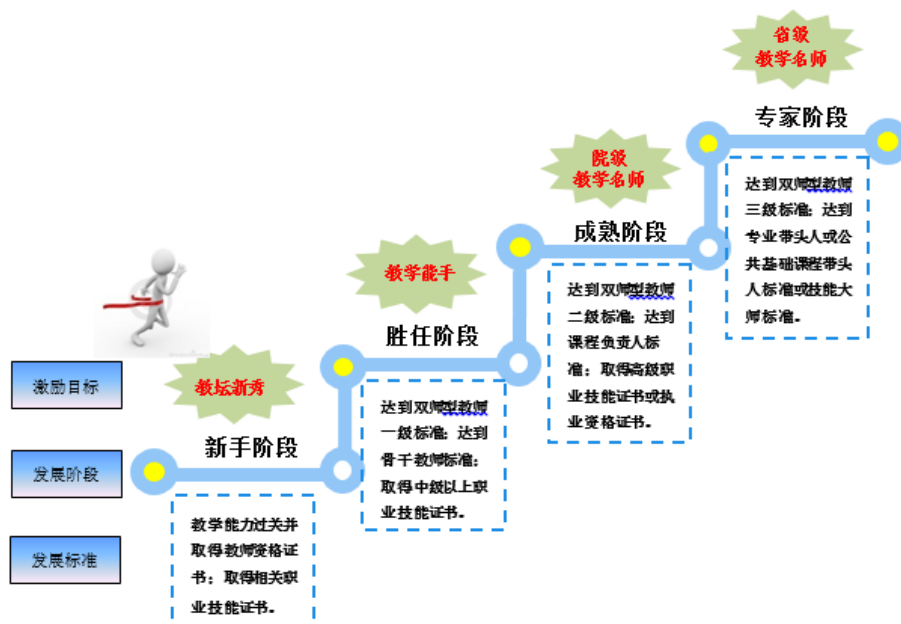 省级
教学名师
专家阶段
达到双师型教师
三级标准；达到
专业带头人或公
共基础课程带头
人标准或技能大
师标准。
院级
教学名师
成熟阶段
达到双师型教师
二级标准；达到
课程负责人标
准；取得高级职
业技能证书或执
业资格证书。
教学能手
胜任阶段
达到双师型教师
一级标准；达到
骨干教师标准；
取得中级以上职
业技能证书。
教坛新秀
新手阶段
教学能力过关并
取得教师资格证
书；取得相关职
业技能证书。
激励目标
发展阶段
发展标准